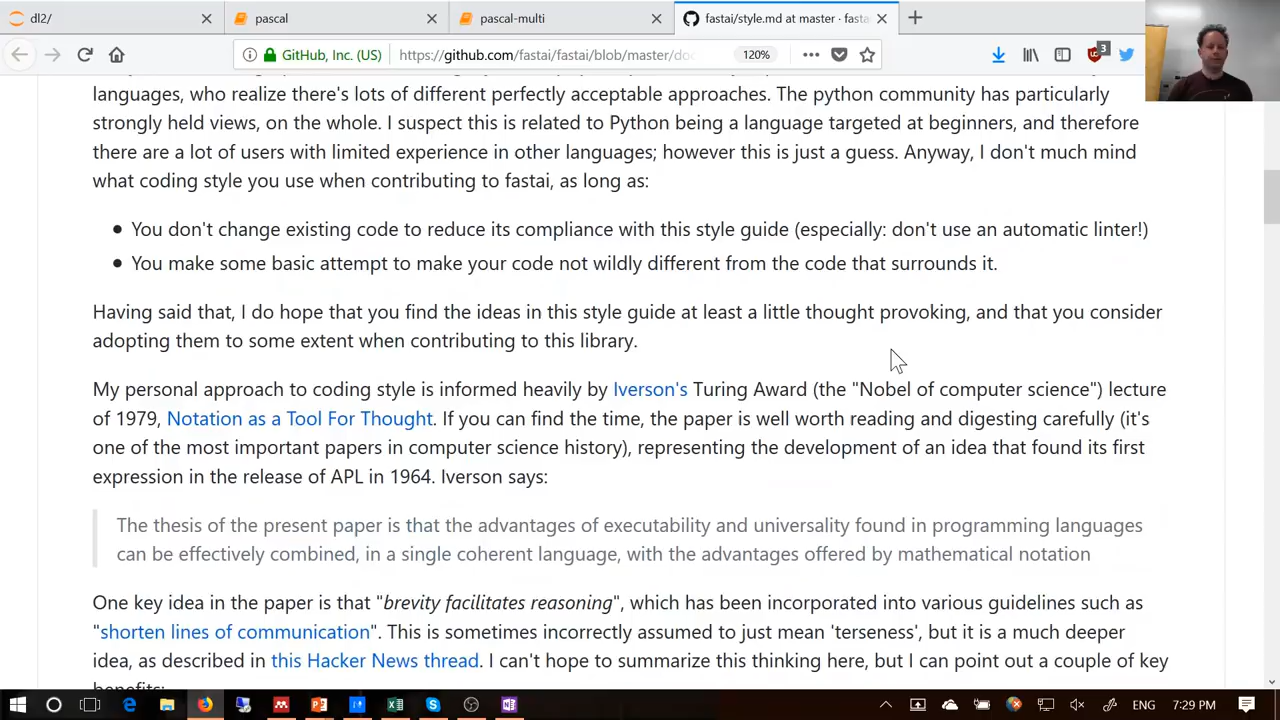 dl2/
pascal
pascal-multi
fastai/style.md at master · fasta
GitHub, Inc. (US)
https://github.com/fastai/fastai/blob/master/do
120%
3
languages, who realize there's lots of different perfectly acceptable approaches. The python community has particularly
strongly held views, on the whole. I suspect this is related to Python being a language targeted at beginners, and therefore
there are a lot of users with limited experience in other languages; however this is just a guess. Anyway, I don't much mind
what coding style you use when contributing to fastai, as long as:
● You don't change existing code to reduce its compliance with this style guide (especially: don't use an automatic linter!)
● You make some basic attempt to make your code not wildly different from the code that surrounds it.
Having said that, I do hope that you find the ideas in this style guide at least a little thought provoking, and that you consider
adopting them to some extent when contributing to this library.
My personal approach to coding style is informed heavily by Iverson's Turing Award (the "Nobel of computer science") lecture
of 1979, Notation as a Tool For Thought. If you can find the time, the paper is well worth reading and digesting carefully (it's
one of the most important papers in computer science history), representing the development of an idea that found its first
expression in the release of APL in 1964. Iverson says:
The thesis of the present paper is that the advantages of executability and universality found in programming languages
can be effectively combined, in a single coherent language, with the advantages offered by mathematical notation
One key idea in the paper is that "brevity facilitates reasoning", which has been incorporated into various guidelines such as
"shorten lines of communication". This is sometimes incorrectly assumed to just mean 'terseness', but it is a much deeper
idea, as described in this Hacker News thread. I can't hope to summarize this thinking here, but I can point out a couple of key
benefits:
ENG
7:29 PM